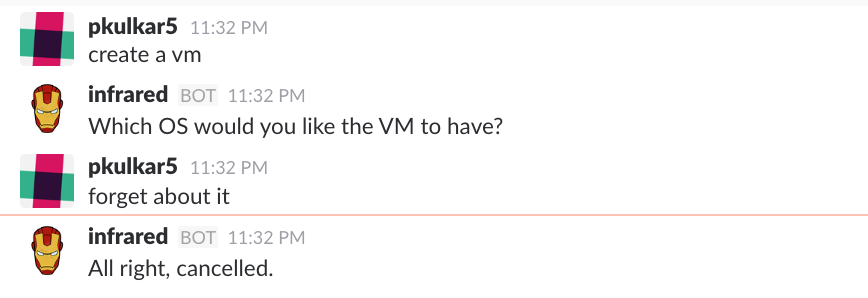 pkulkar5 11:32 PM
create a vm
infrared BOT 11:32 PM
Which OS would you like the VM to have?
pkulkar5 11:32 PM
forget about it
infrared BOT 11:32 PM
All right, cancelled.